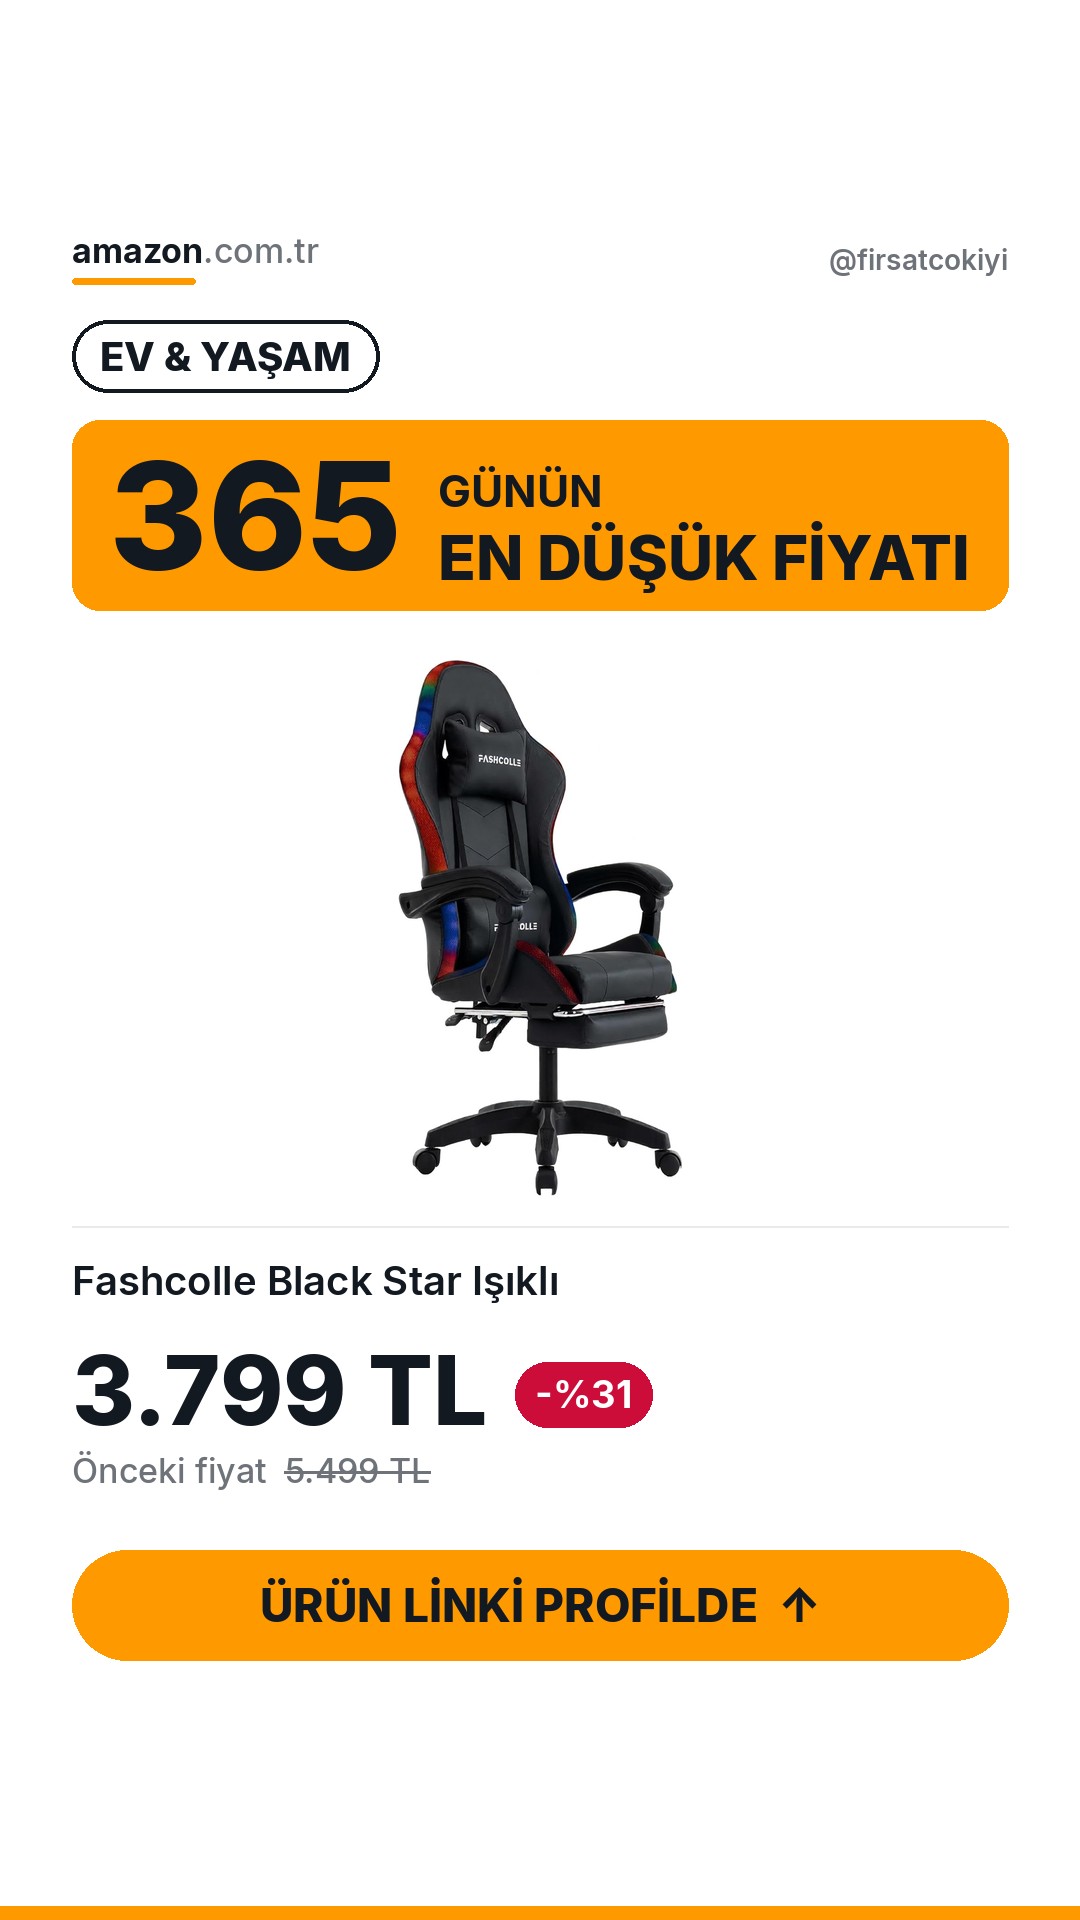 amazon.com.tr
@firsatcokiyi
EV & YAŞAM
365
GÜNÜN
EN DÜŞÜK FİYATI
FASHCOLLE
Fashcolle Black Star Işıklı
3.799 TL
-%31
Önceki fiyat 5.499 TL
ÜRÜN LİNKİ PROFİLDE ↑